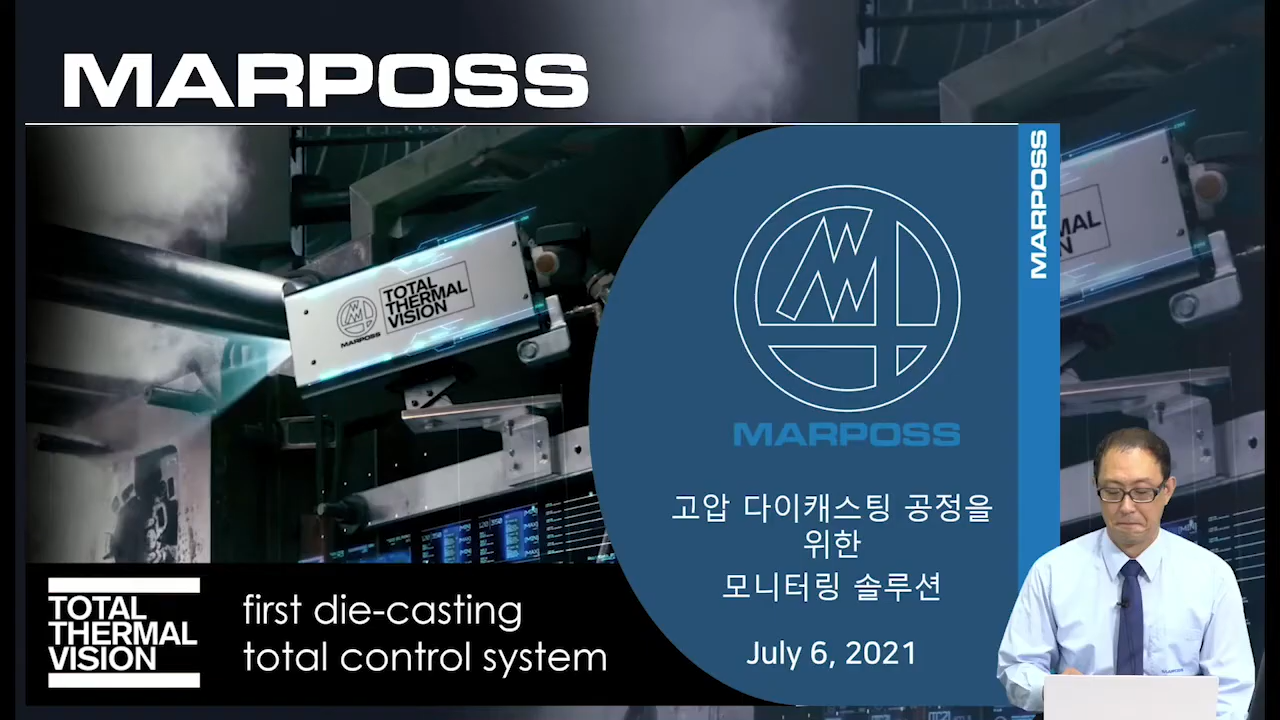 MARPOSS
MARPOSS
TOTAL
THERMAL
VISION
MARPOSS
MARPOSS
고압 다이캐스팅 공정을
위한
모니터링 솔루션
July 6, 2021
TOTAL
THERMAL
VISION
first die-casting
total control system
MARPOSS